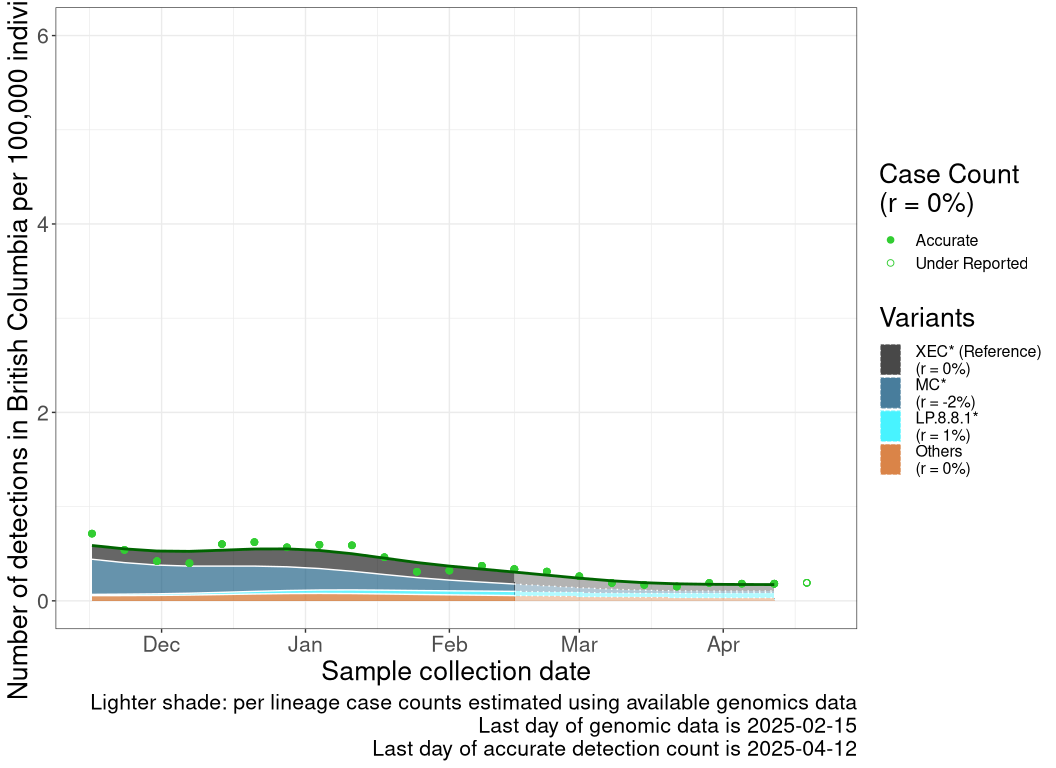 Number of detections in British Columbia per 100,000 indivi
6
4
2
0
Dec Jan Feb Mar Apr
Sample collection date
Lighter shade: per lineage case counts estimated using available genomics data
Last day of genomic data is 2025-02-15
Last day of accurate detection count is 2025-04-12
Case Count
(r = 0%)
Accurate
Under Reported
Variants
XEC* (Reference)
(r = 0%)
MC*
(r = -2%)
LP.8.8.1*
(r = 1%)
Others
(r = 0%)